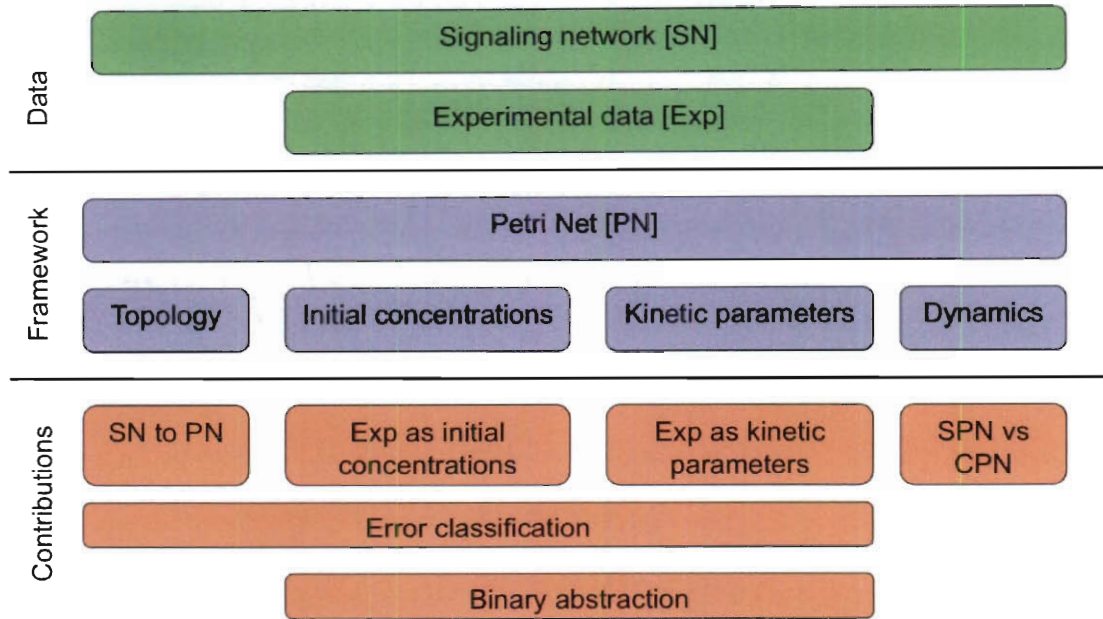 Data
Signaling network [SN]
Experimental data [Exp]
Framework
Petri Net [PN]
Topology
Initial concentrations
Kinetic parameters
Dynamics
Contributions
SN to PN
Exp as initial
concentrations
Exp as kinetic
parameters
SPN vs
CPN
Error classification
Binary abstraction